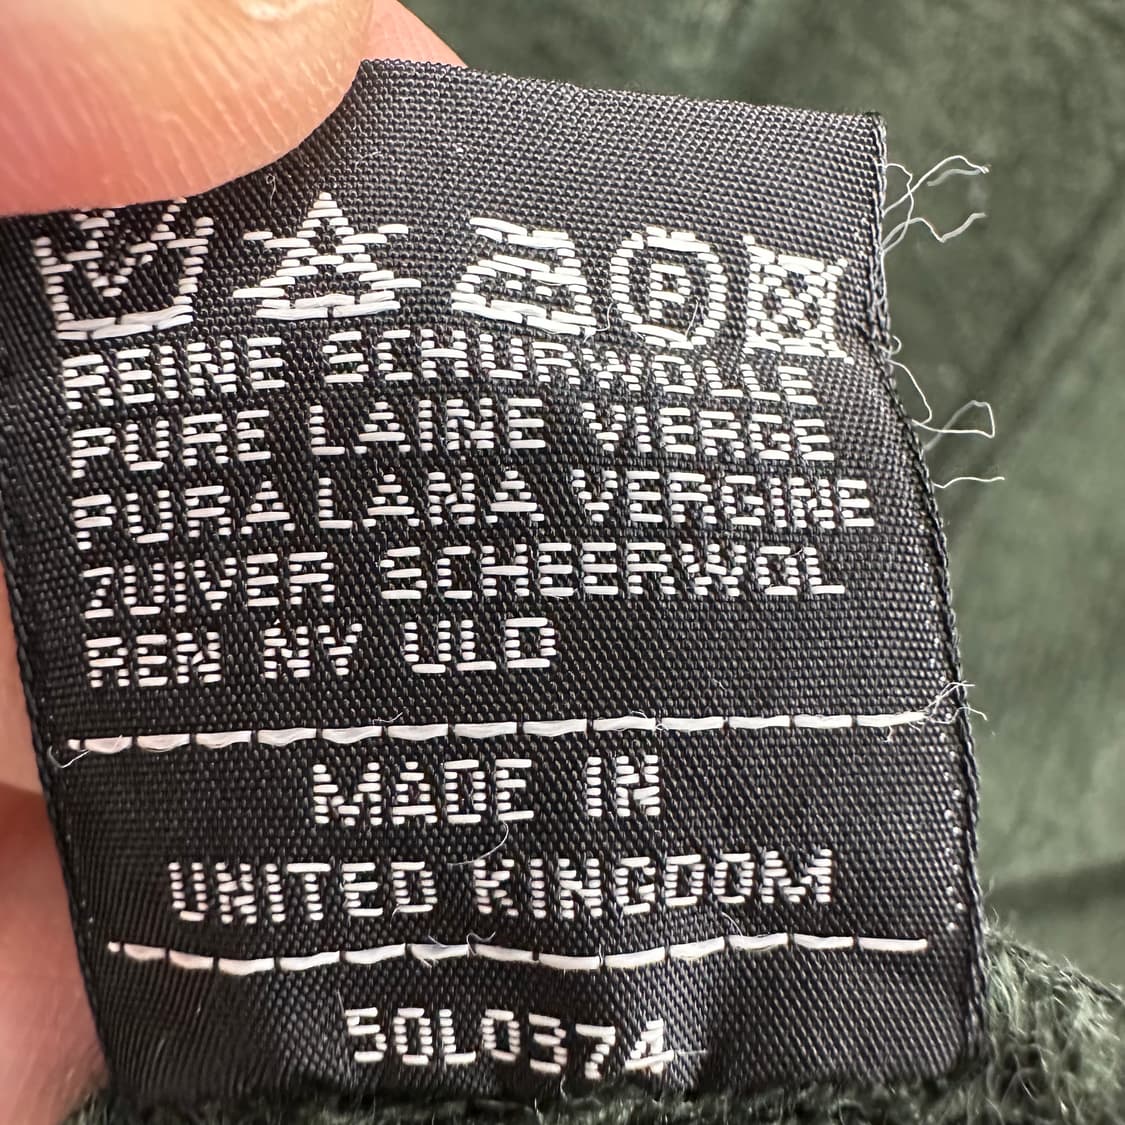 F
REINE SCHURWOLLE
PURE LAINE VIERGE
PURA LANA VERGINE
ZUIVER SCHEERWOL
REN NY ULD
MADE IN
UNITED KINGDOM
50L0374